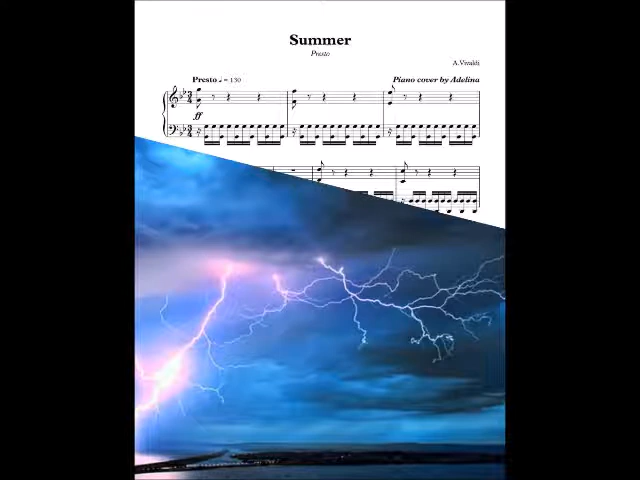 Summer
Presto
A.Vivaldi
Presto ♩ = 130
Piano cover by Adelina
ff